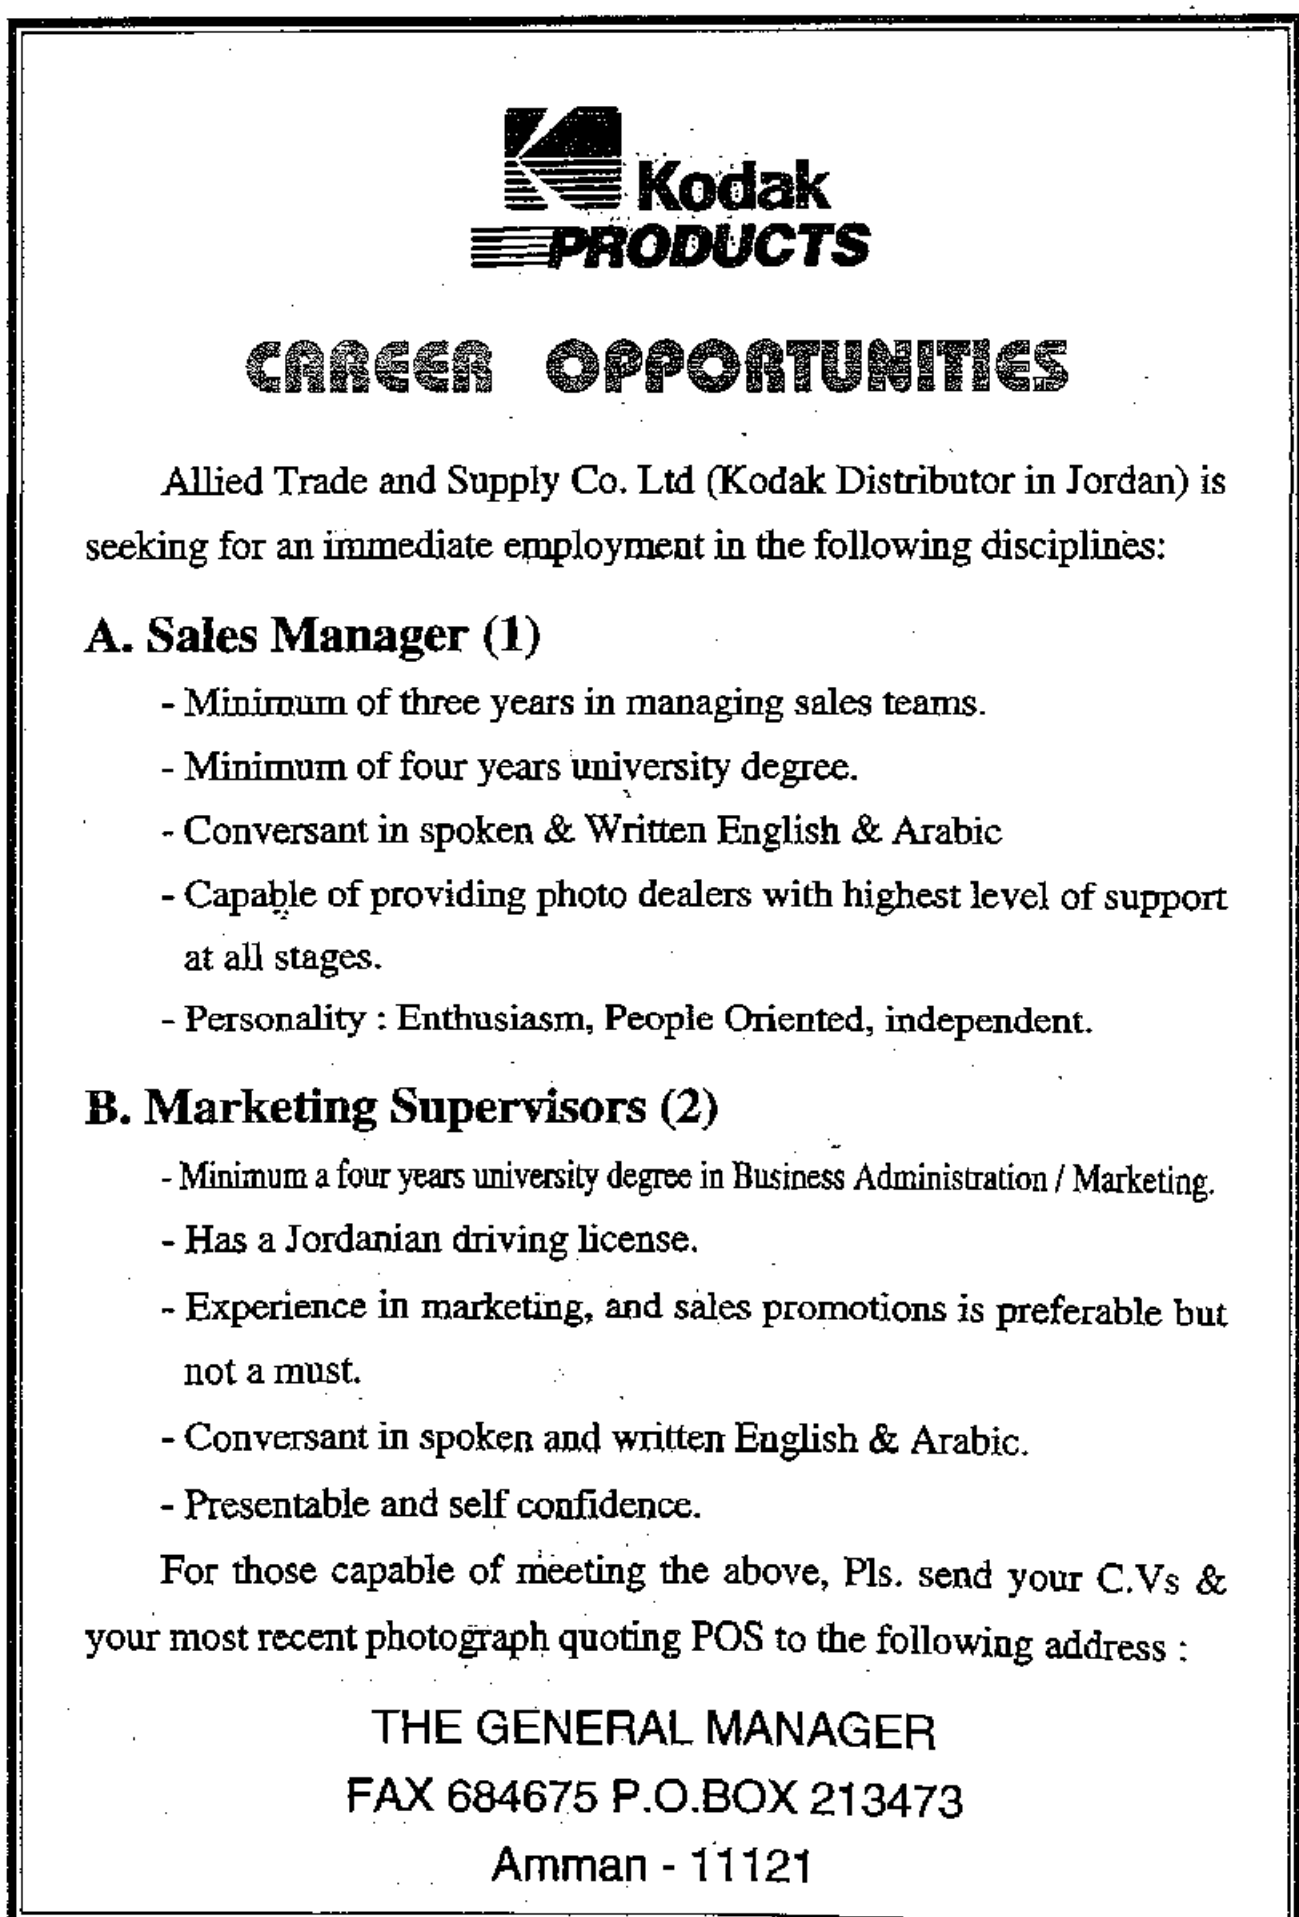 Kodak
PRODUCTS
CAREER OPPORTUNITIES
Allied Trade and Supply Co. Ltd (Kodak Distributor in Jordan) is
seeking for an immediate employment in the following disciplines:
A. Sales Manager (1)
- Minimum of three years in managing sales teams.
- Minimum of four years university degree.
- Conversant in spoken & Written English & Arabic
- Capable of providing photo dealers with highest level of support
at all stages.
- Personality : Enthusiasm, People Oriented, independent.
B. Marketing Supervisors (2)
- Minimum a four years university degree in Business Administration / Marketing.
- Has a Jordanian driving license.
- Experience in marketing, and sales promotions is preferable but
not a must.
- Conversant in spoken and written English & Arabic.
- Presentable and self confidence.
For those capable of meeting the above, Pls. send your C.Vs &
your most recent photograph quoting POS to the following address :
THE GENERAL MANAGER
FAX 684675 P.O.BOX 213473
Amman - 11121